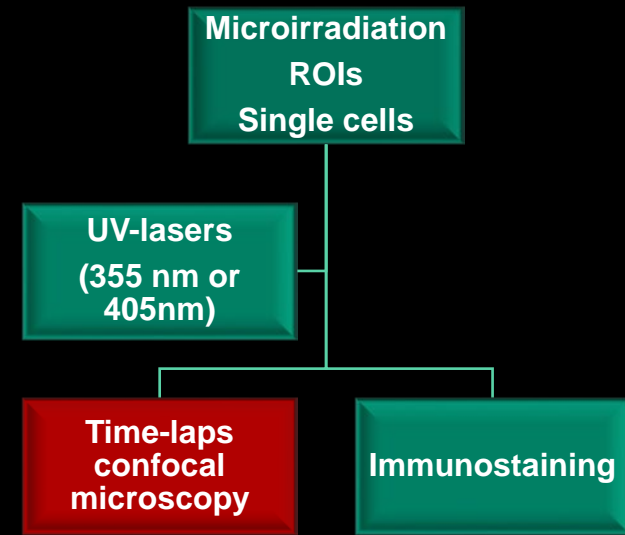 Microirradiation
ROIs
Single cells
UV-lasers
(355 nm or
405nm)
Time-laps
confocal
microscopy
Immunostaining